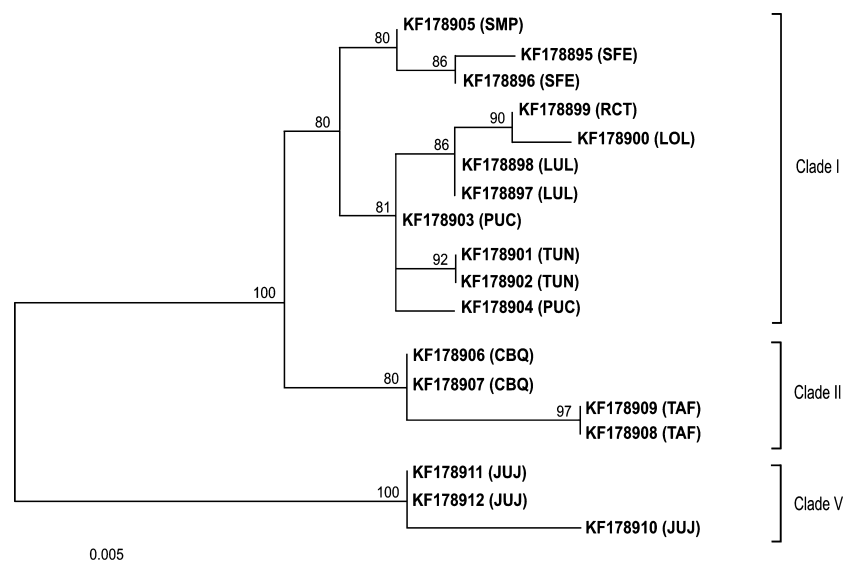 KF178905 (SMP)
80
KF178895 (SFE)
86
KF178896 (SFE)
80
KF178899 (RCT)
90
KF178900 (LOL)
86
KF178898 (LUL)
KF178897 (LUL)
81
KF178903 (PUC)
KF178901 (TUN)
92
KF178902 (TUN)
KF178904 (PUC)
Clade I
100
KF178906 (CBQ)
80
KF178907 (CBQ)
97
KF178909 (TAF)
KF178908 (TAF)
Clade II
KF178911 (JUJ)
100
KF178912 (JUJ)
KF178910 (JUJ)
Clade V
0.005